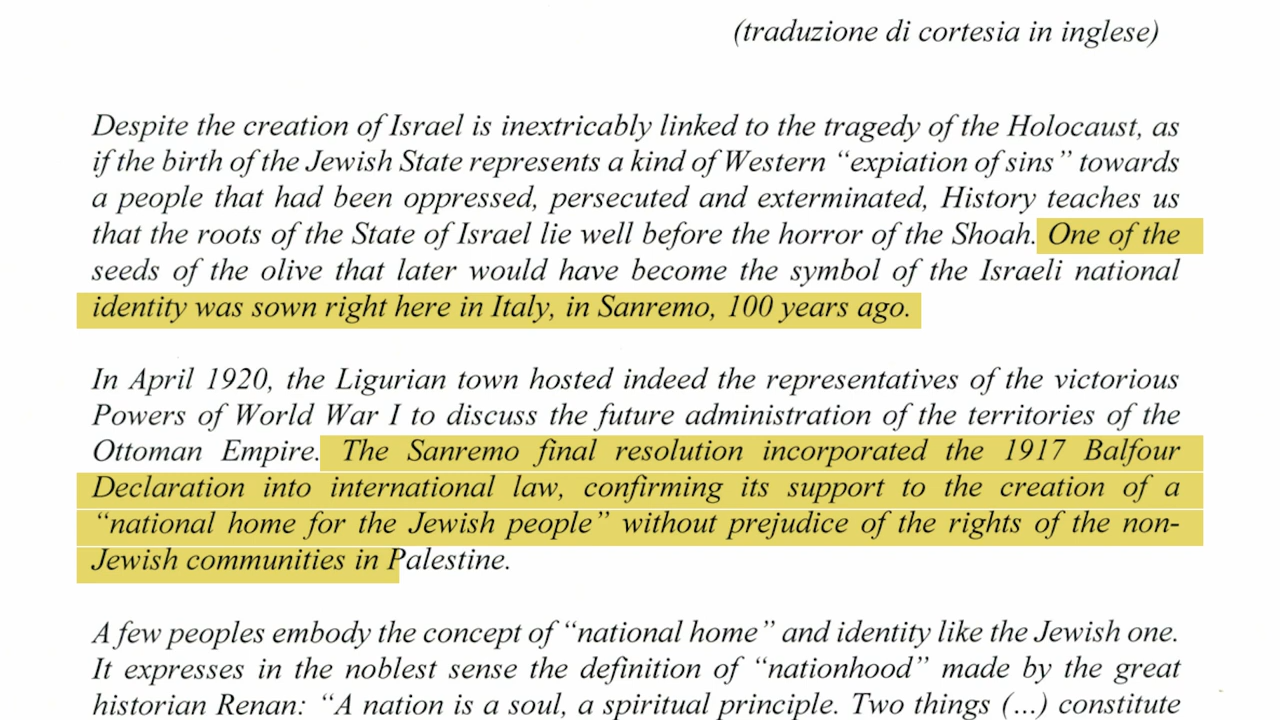 (traduzione di cortesia in inglese)
Despite the creation of Israel is inextricably linked to the tragedy of the Holocaust, as
if the birth of the Jewish State represents a kind of Western “expiation of sins” towards
a people that had been oppressed, persecuted and exterminated, History teaches us
that the roots of the State of Israel lie well before the horror of the Shoah. One of the
seeds of the olive that later would have become the symbol of the Israeli national
identity was sown right here in Italy, in Sanremo, 100 years ago.
In April 1920, the Ligurian town hosted indeed the representatives of the victorious
Powers of World War I to discuss the future administration of the territories of the
Ottoman Empire. The Sanremo final resolution incorporated the 1917 Balfour
Declaration into international law, confirming its support to the creation of a
“national home for the Jewish people” without prejudice of the rights of the non-
Jewish communities in Palestine.
A few peoples embody the concept of “national home” and identity like the Jewish one.
It expresses in the noblest sense the definition of “nationhood” made by the great
historian Renan: “A nation is a soul, a spiritual principle. Two things (...) constitute